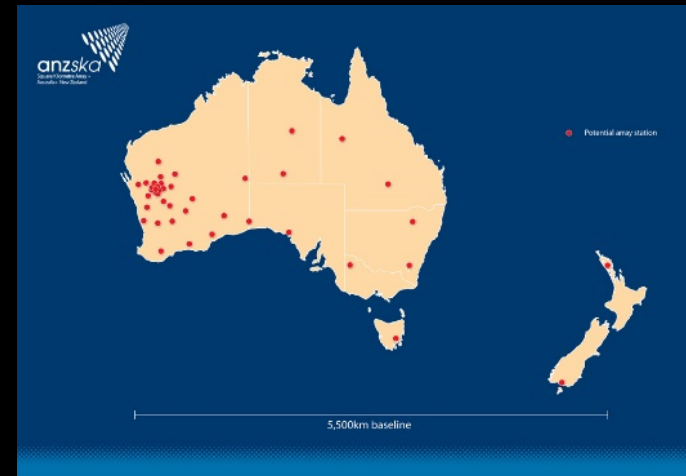 anzska
Square Kilometre Array –
Australia - New Zealand
Potential array station
5,500km baseline